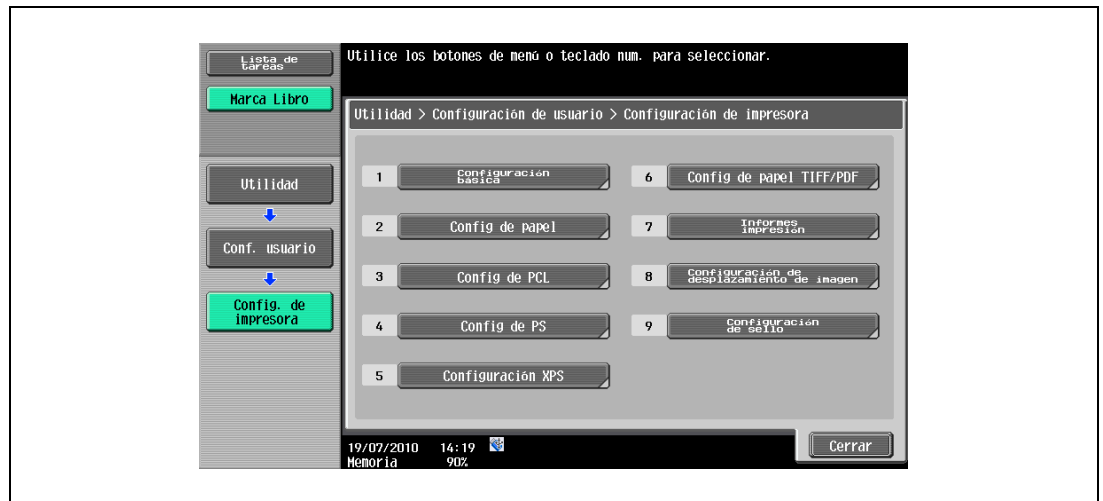 Lista de
tareas
Utilice los botones de menú o teclado num. para seleccionar.
Marca Libro
Utilidad > Configuración de usuario > Configuración de impresora
Utilidad
Conf. usuario
Config. de
impresora
1 Configuración
básica
2 Config de papel
3 Config de PCL
4 Config de PS
5 Configuración XPS
6 Config de papel TIFF/PDF
7 Informes
impresión
8 Configuración de
desplazamiento de imagen
9 Configuración
de sello
19/07/2010 14:19
Memoria 90%
Cerrar